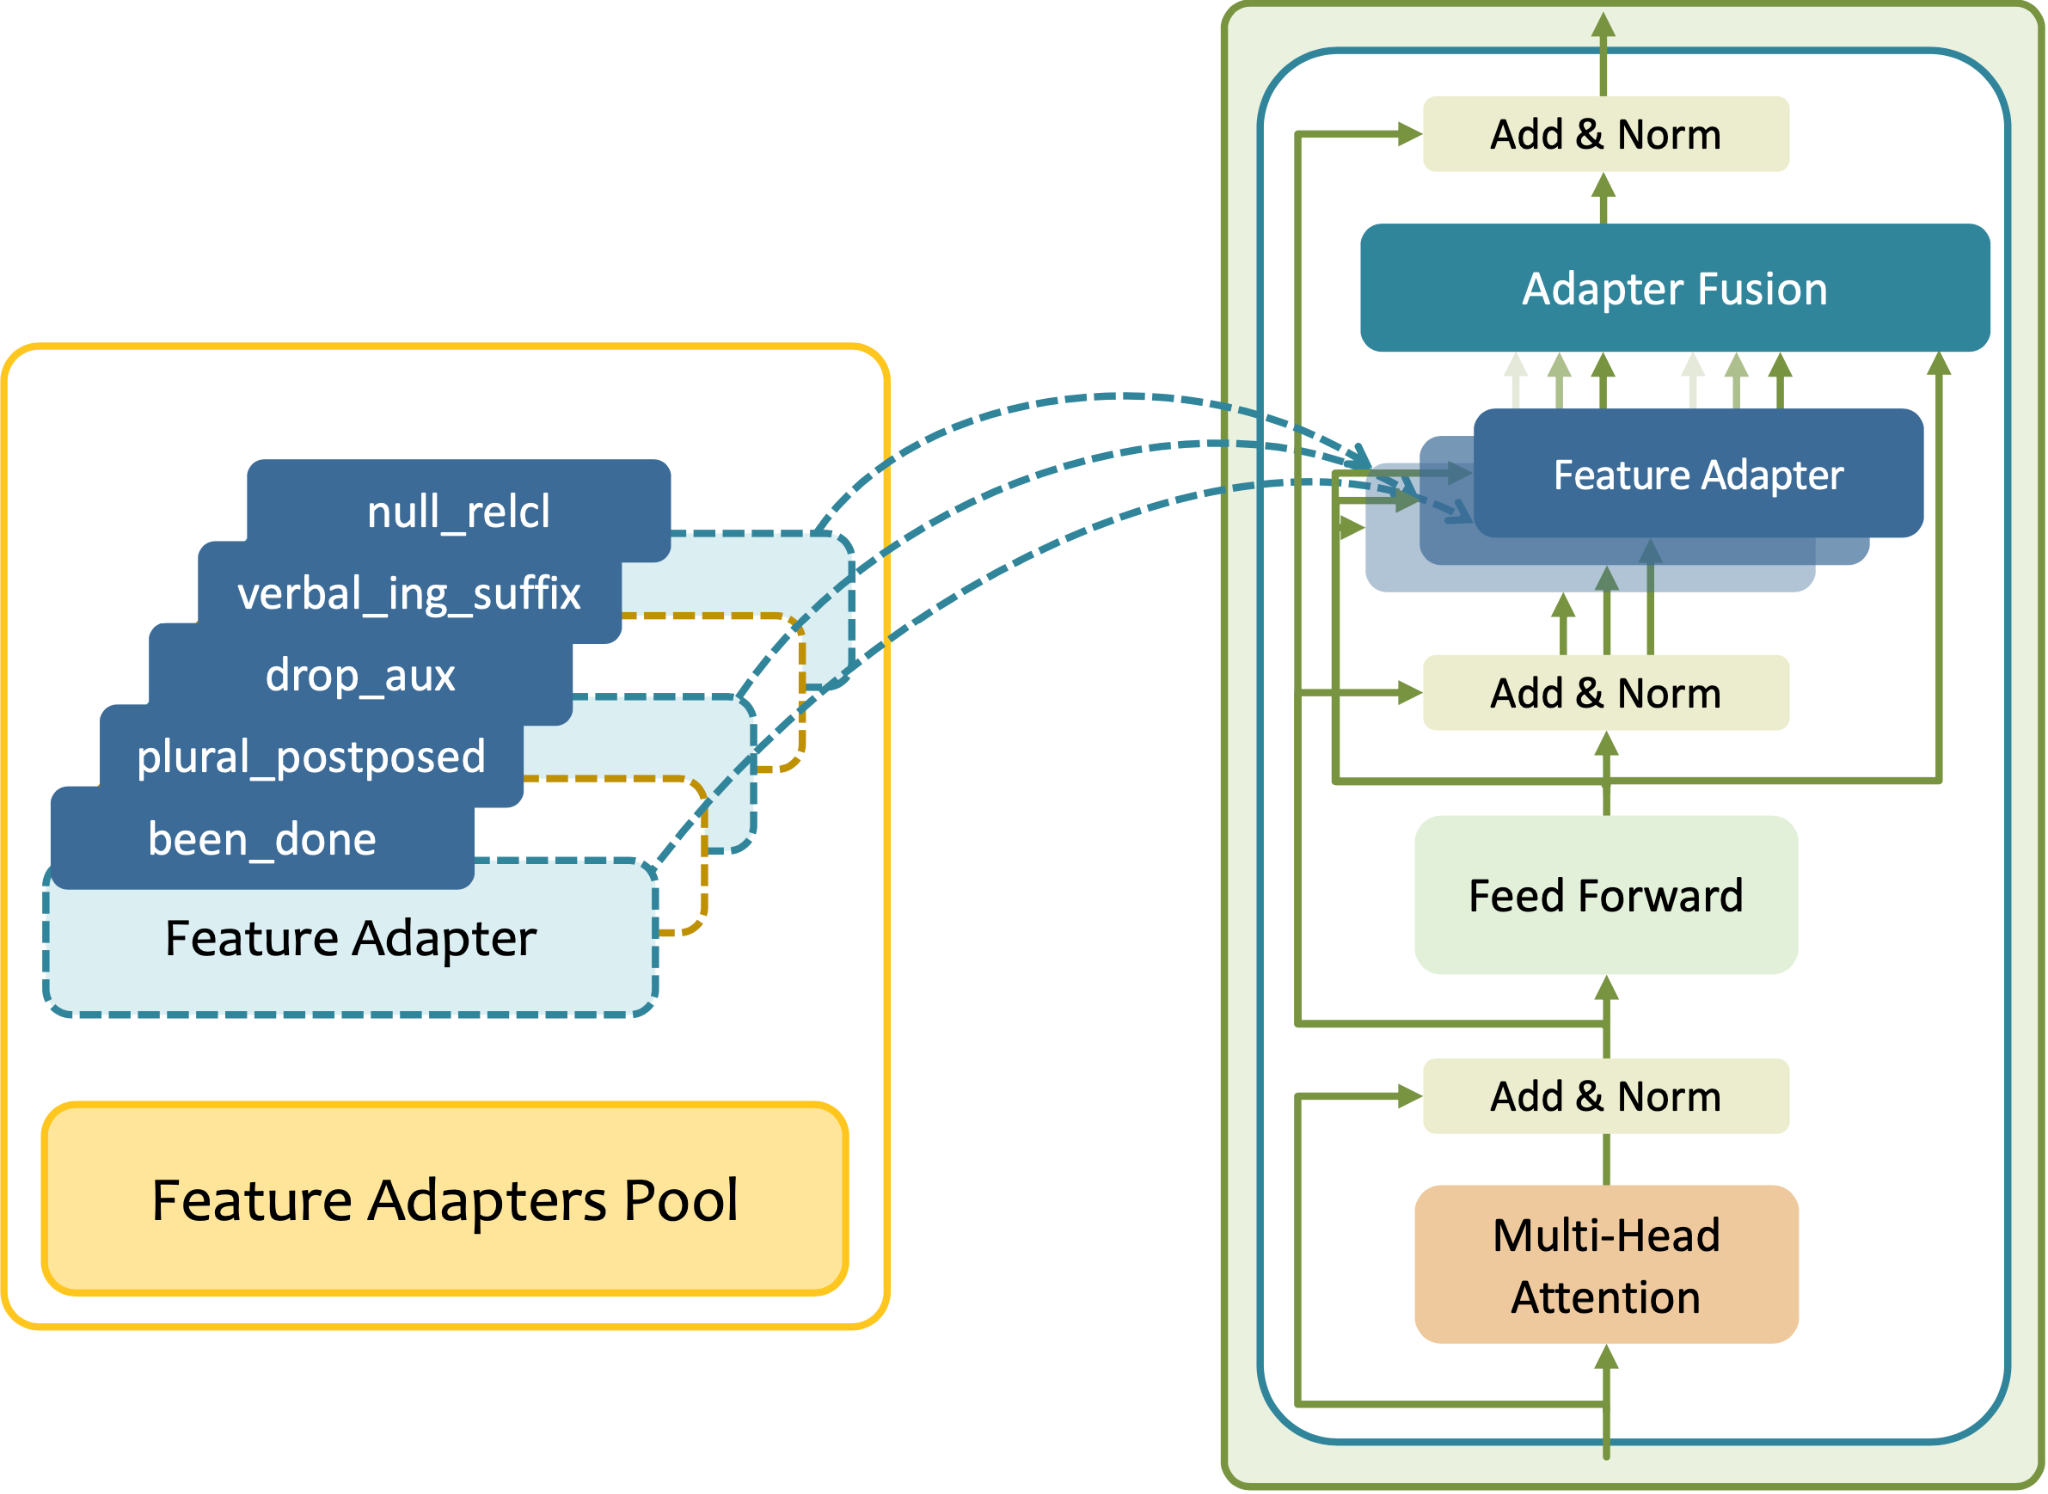 null_relcl
verbal_ing_suffix
drop_aux
plural_postposed
been_done
Feature Adapter
Feature Adapters Pool
Add & Norm
Adapter Fusion
Feature Adapter
Add & Norm
Feed Forward
Add & Norm
Multi-Head
Attention